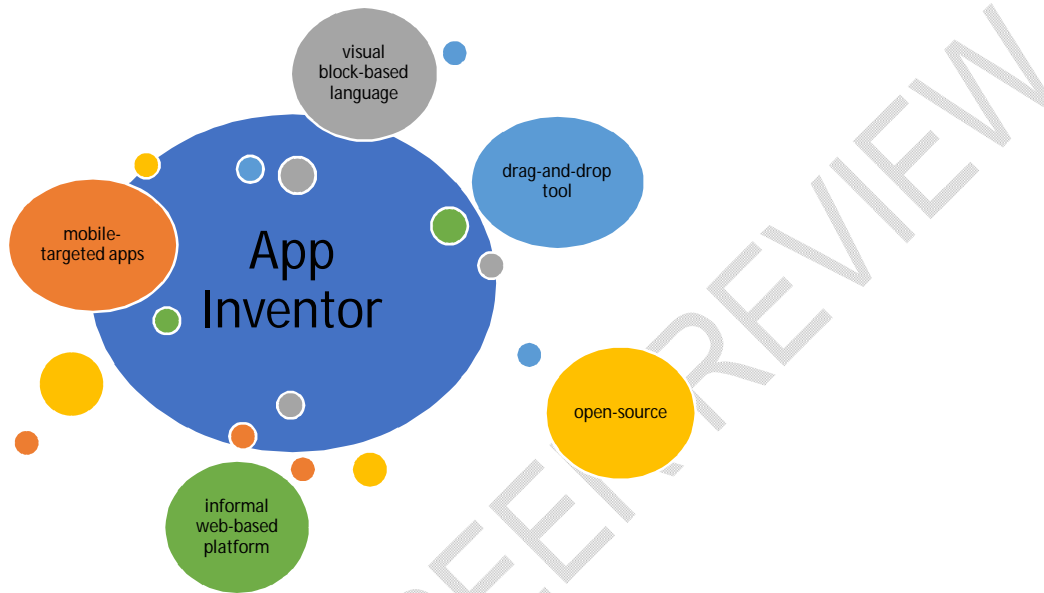 visual
block-based
language
drag-and-drop
tool
mobile-
targeted apps
App
Inventor
open-source
informal
web-based
platform
PEER REVIEW